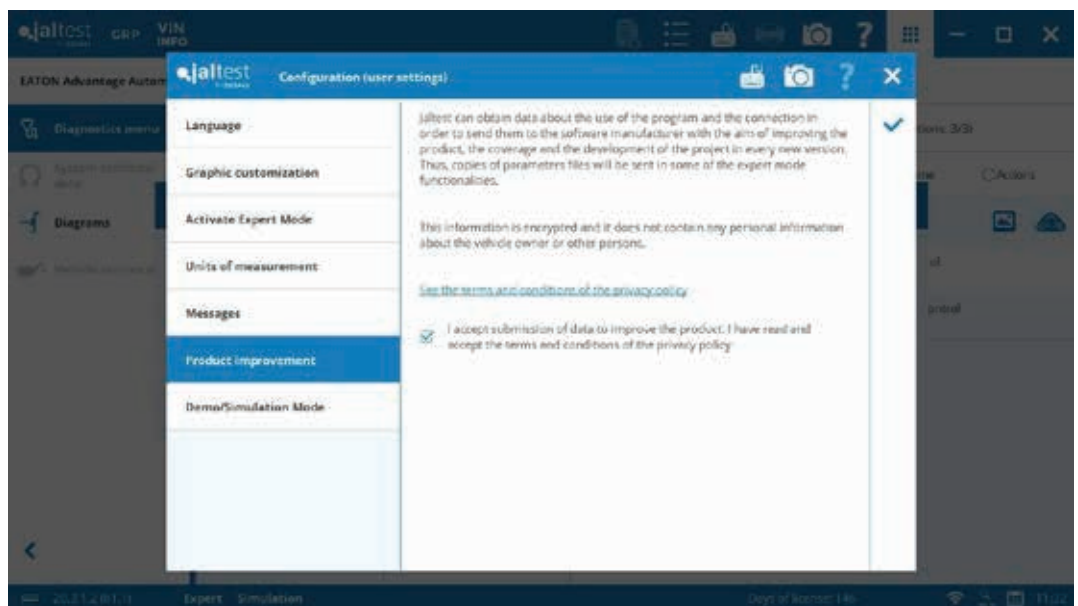 jaltest GRP VIN
INFO
EATON Advantage Autom
Diagnostics menu
Diagrams
jaltest Configuration (user settings)
Language
Graphic customization
Activate Expert Mode
Units of measurement
Messages
Product improvement
Demo/Simulation Mode
Jaltest can obtain data about the use of the program and the connection in
order to send them to the software manufacturer with the aim of improving the
product, the coverage and the development of the project in every new version.
Thus, copies of parameters files will be sent in some of the expert mode
functionalities.
This information is encrypted and it does not contain any personal information
about the vehicle owner or other persons.
See the terms and conditions of the privacy policy
I accept submission of data to improve the product. I have read and
accept the terms and conditions of the privacy policy
Actions
Expert Simulation
Days of license: 146
11:02